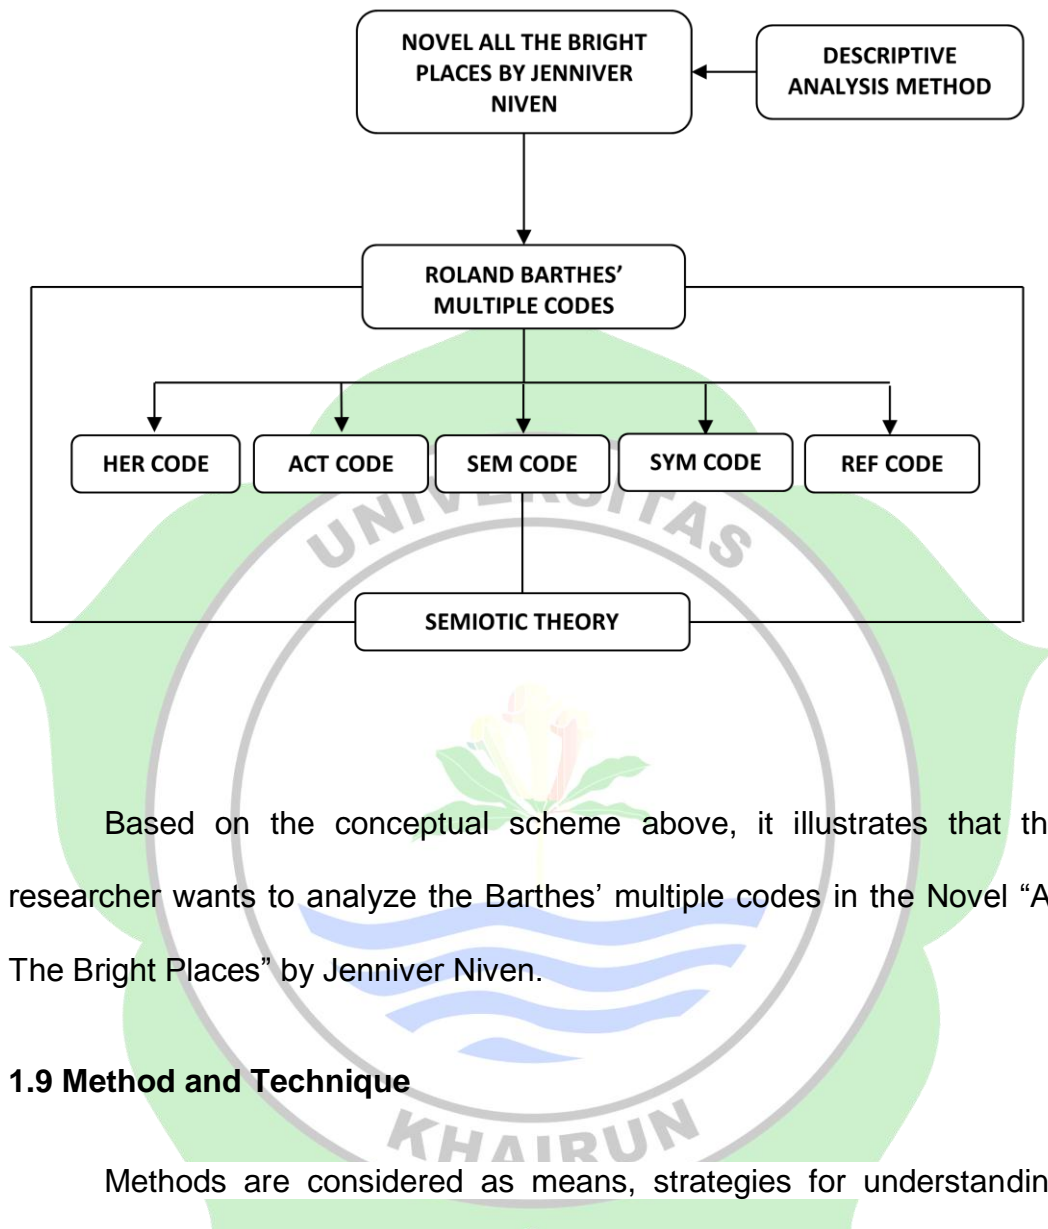 NOVEL ALL THE BRIGHT
PLACES BY JENNIVER
NIVEN
DESCRIPTIVE
ANALYSIS METHOD
ROLAND BARTHES’
MULTIPLE CODES
HER CODE
ACT CODE
SEM CODE
SYM CODE
REF CODE
UNIVERSITAS
SEMIOTIC THEORY
Based on the conceptual scheme above, it illustrates that th
researcher wants to analyze the Barthes’ multiple codes in the Novel “A
The Bright Places” by Jenniver Niven.
1.9 Method and Technique
KHAIRUN
Methods are considered as means, strategies for understandin